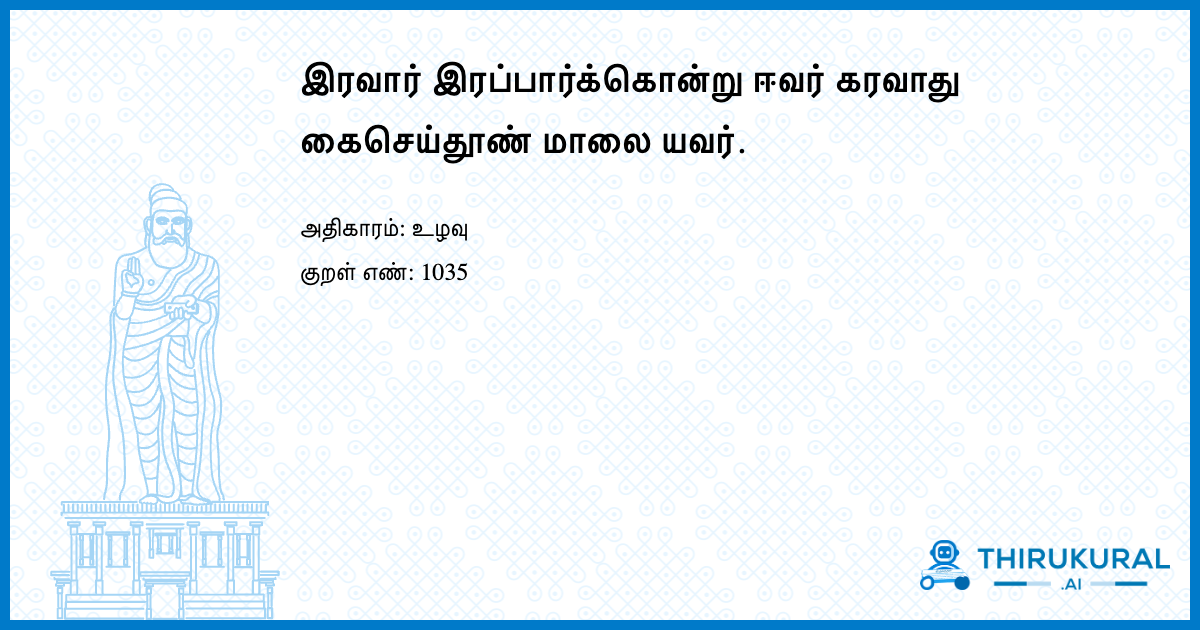 இரவார் இரப்பார்க்கொன்று ஈவர் கரவாது
கைசெய்தூண் மாலை யவர்.
அதிகாரம்: உழவு
குறள் எண்: 1035
THIRUKURAL
.AI